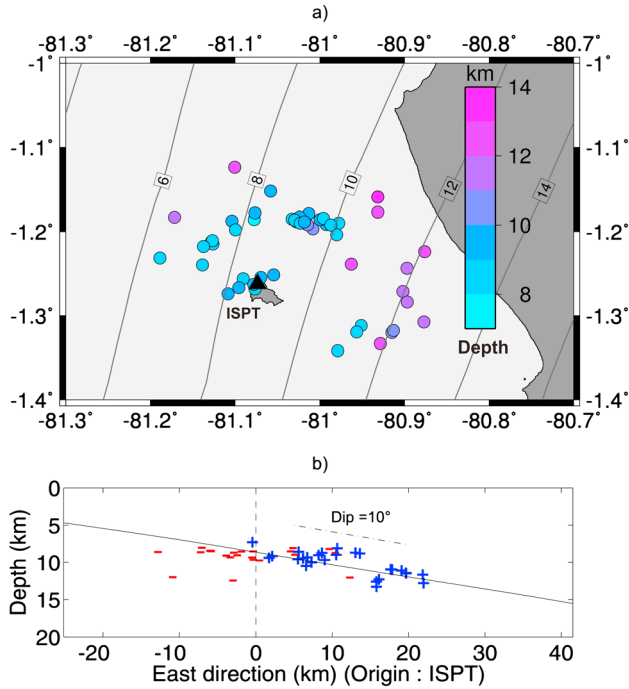 a)
-81.3° -81.2° -81.1° -81° -80.9° -80.8° -80.7°
-1° -1°
km
14
-1.1° -1.1°
12
6 8 10 12 14
-1.2° -1.2°
10
8
-1.3° ISPT -1.3°
Depth
-1.4° -1.4°
-81.3° -81.2° -81.1° -81° -80.9° -80.8° -80.7°
b)
0
Dip =10°
5
10
15
20
Depth (km)
-20 -10 0 10 20 30 40
East direction (km) (Origin : ISPT)